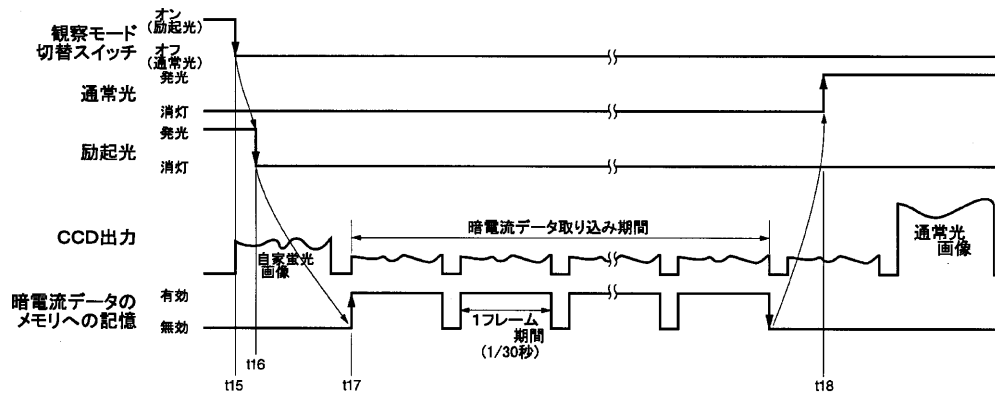 観察モード
切替スイッチ
オン
(励起光)
オフ
(通常光)
通常光
発光
消灯
励起光
発光
消灯
CCD出力
自家蛍光
画像
暗電流データ取り込み期間
通常光
画像
暗電流データの
メモリへの記憶
有効
無効
1フレーム
期間
(1/30秒)
t15
t16
t17
t18